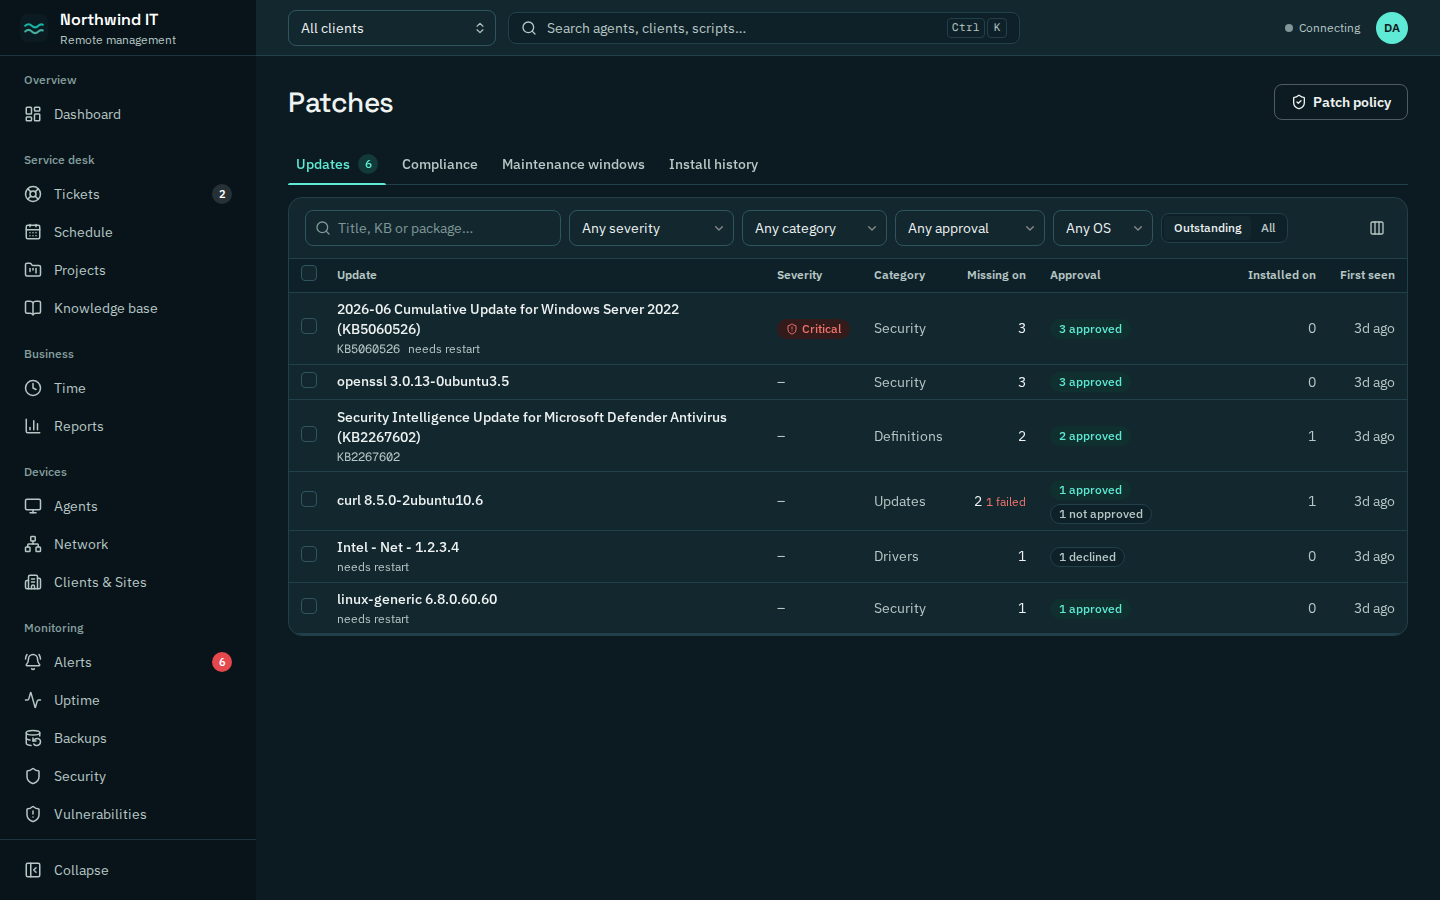 Northwind IT
Remote management
All clients
Search agents, clients, scripts...
Ctrl K
Connecting
DA
Overview
Dashboard
Service desk
Tickets 2
Schedule
Projects
Knowledge base
Business
Time
Reports
Devices
Agents
Network
Clients & Sites
Monitoring
Alerts 6
Uptime
Backups
Security
Vulnerabilities
Collapse
Patches
Patch policy
Updates 6 Compliance Maintenance windows Install history
Title, KB or package... Any severity Any category Any approval Any OS Outstanding All
Update Severity Category Missing on Approval Installed on First seen
2026-06 Cumulative Update for Windows Server 2022
(KB5060526)
KB5060526 needs restart
Critical Security 3 3 approved 0 3d ago
openssl 3.0.13-0ubuntu3.5 – Security 3 3 approved 0 3d ago
Security Intelligence Update for Microsoft Defender Antivirus
(KB2267602)
KB2267602
– Definitions 2 2 approved 1 3d ago
curl 8.5.0-2ubuntu10.6 – Updates 2 1 failed 1 approved 1 3d ago
1 not approved
Intel - Net - 1.2.3.4
needs restart
– Drivers 1 1 declined 0 3d ago
linux-generic 6.8.0.60.60
needs restart
– Security 1 1 approved 0 3d ago